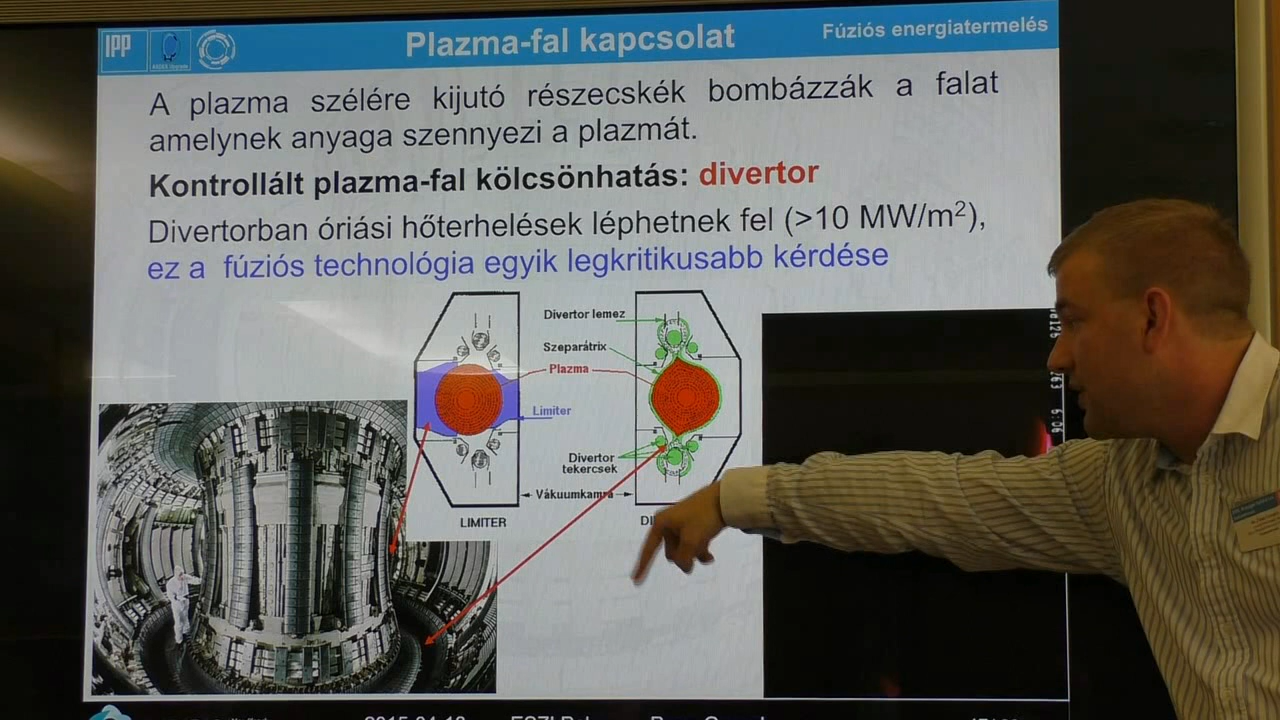 IPP
Plazma-fal kapcsolat
Fúziós energiatermelés
A plazma szélére kijutó részecskék bombázzák a falat
amelynek anyaga szennyezi a plazmát.
Kontrollált plazma-fal kölcsönhatás: divertor
Divertorban óriási hőterhelések léphetnek fel (>10 MW/m²),
ez a fúziós technológia egyik legkritikusabb kérdése
Divertor lemez
Szeparátrix
Plazma
Limiter
Divertor
tekercsek
Vákuumkamra
LIMITER